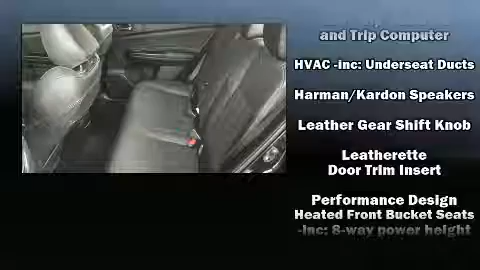 and Trip Computer
HVAC -inc: Underseat Ducts
Harman/Kardon Speakers
Leather Gear Shift Knob
Leatherette
Door Trim Insert
Performance Design
Heated Front Bucket Seats
-inc: 8-way power height